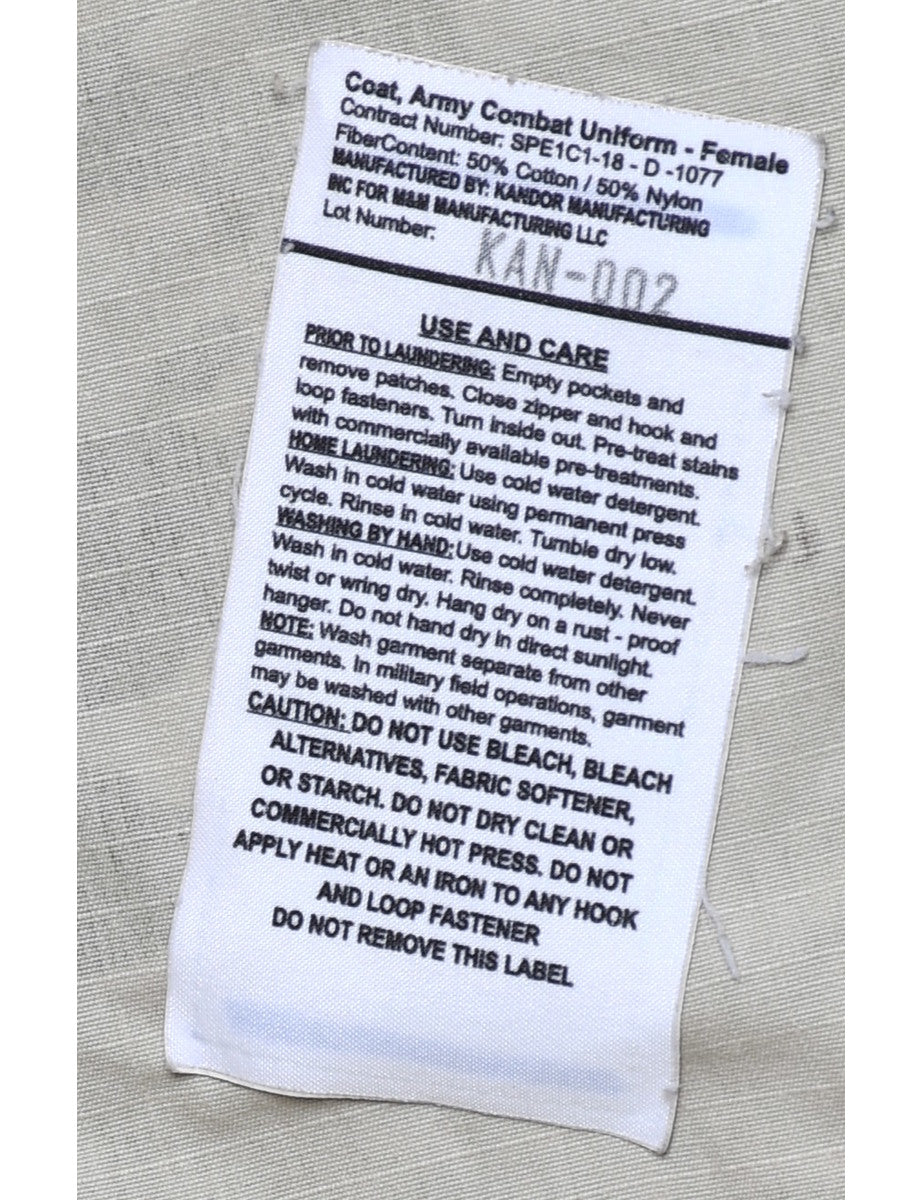 Coat, Army Combat Uniform - Female
Contract Number: SPE1C1-18 - D -1077
FiberContent: 50% Cotton / 50% Nylon
MANUFACTURED BY: KANDOR MANUFACTURING
INC FOR M&M MANUFACTURING LLC
Lot Number: KAN-002
USE AND CARE
PRIOR TO LAUNDERING: Empty pockets and
remove patches. Close zipper and hook and
loop fasteners. Turn inside out. Pre-treat stains
with commercially available pre-treatments.
HOME LAUNDERING: Use cold water detergent.
Wash in cold water using permanent press
cycle. Rinse in cold water. Tumble dry low.
WASHING BY HAND: Use cold water detergent.
Wash in cold water. Rinse completely. Never
twist or wring dry. Hang dry on a rust - proof
hanger. Do not hand dry in direct sunlight.
NOTE: Wash garment separate from other
garments. In military field operations, garment
may be washed with other garments.
CAUTION: DO NOT USE BLEACH, BLEACH
ALTERNATIVES, FABRIC SOFTENER,
OR STARCH. DO NOT DRY CLEAN OR
COMMERCIALLY HOT PRESS. DO NOT
APPLY HEAT OR AN IRON TO ANY HOOK
AND LOOP FASTENER
DO NOT REMOVE THIS LABEL